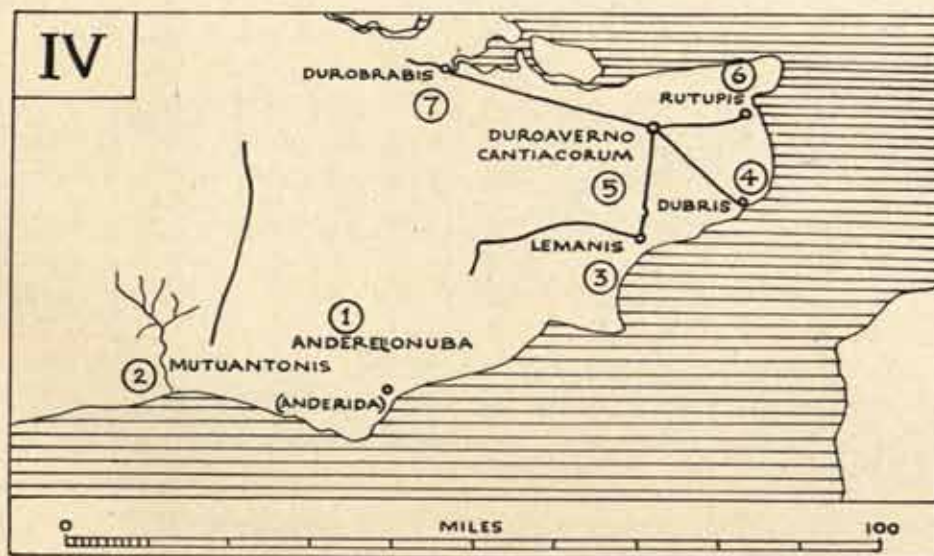 IV
DUROBRABIS
⑦
⑥
RUTUPIS
DUROAVERNO
CANTIACORUM
⑤
④
DUBRIS
LEMANIS
③
①
ANDERELIONUBA
②
MUTUANTONIS
(ANDERIDA)
0 MILES 100